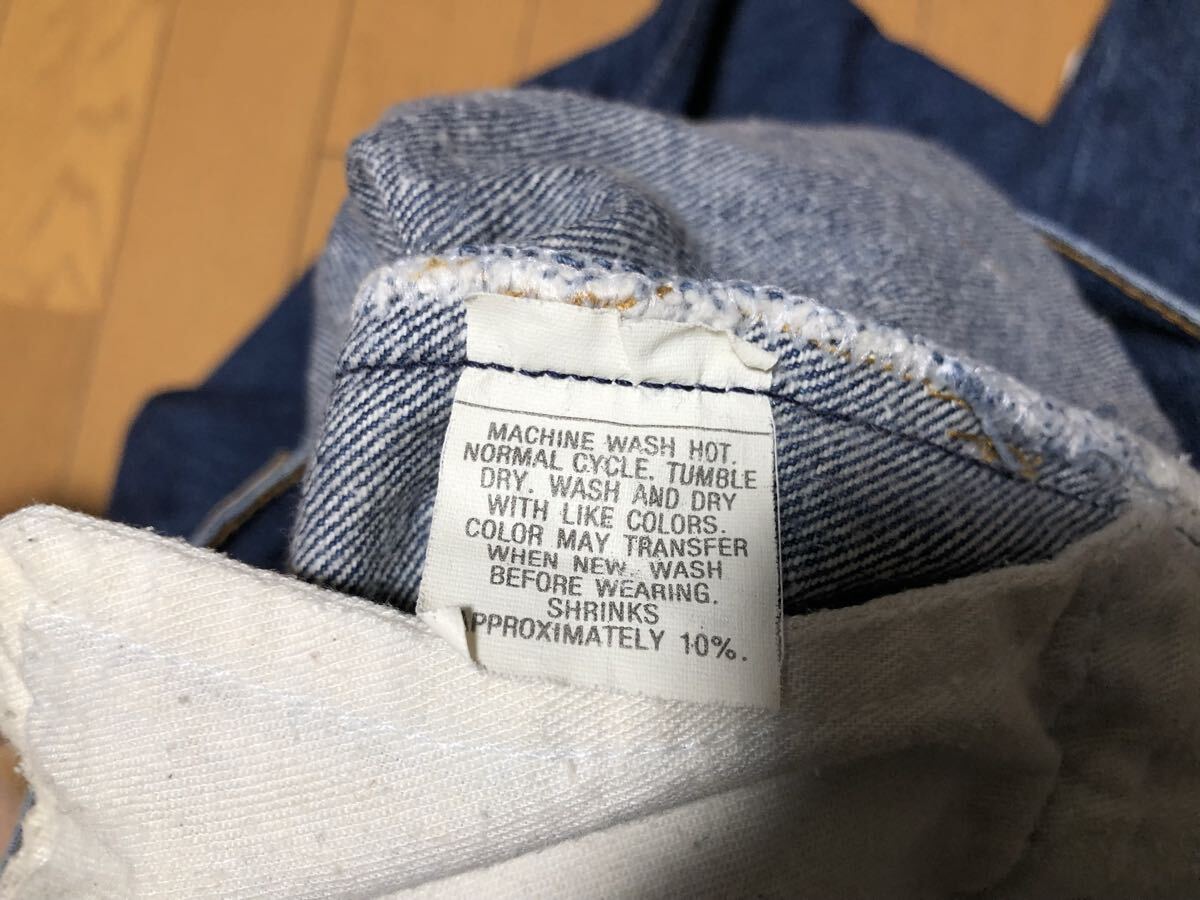 MACHINE WASH HOT.
NORMAL CYCLE. TUMBLE
DRY. WASH AND DRY
WITH LIKE COLORS.
COLOR MAY TRANSFER
WHEN NEW. WASH
BEFORE WEARING.
SHRINKS
APPROXIMATELY 10%.